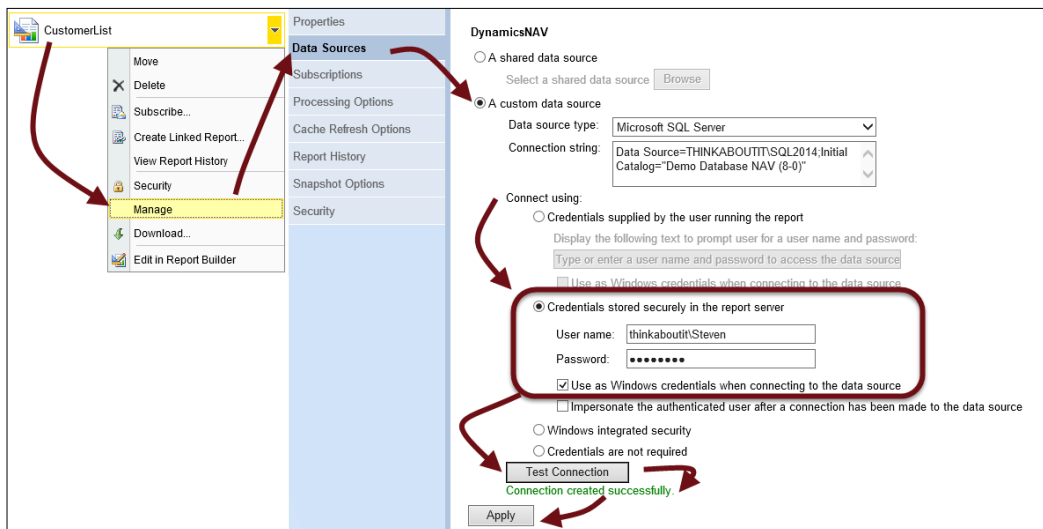 CustomerList
Move
Delete
Subscribe...
Create Linked Report...
View Report History
Security
Manage
Download...
Edit in Report Builder
Properties
Data Sources
Subscriptions
Processing Options
Cache Refresh Options
Report History
Snapshot Options
Security
DynamicsNAV
A shared data source
Select a shared data source Browse
A custom data source
Data source type: Microsoft SQL Server
Connection string: Data Source=THINKABOUTIT\SQL2014;Initial
Catalog="Demo Database NAV (8-0)"
Connect using:
Credentials supplied by the user running the report
Display the following text to prompt user for a user name and password:
Type or enter a user name and password to access the data source
Use as Windows credentials when connecting to the data source
Credentials stored securely in the report server
User name: thinkaboutit\Steven
Password: ●●●●●●●●
Use as Windows credentials when connecting to the data source
Impersonate the authenticated user after a connection has been made to the data source
Windows integrated security
Credentials are not required
Test Connection
Connection created successfully.
Apply